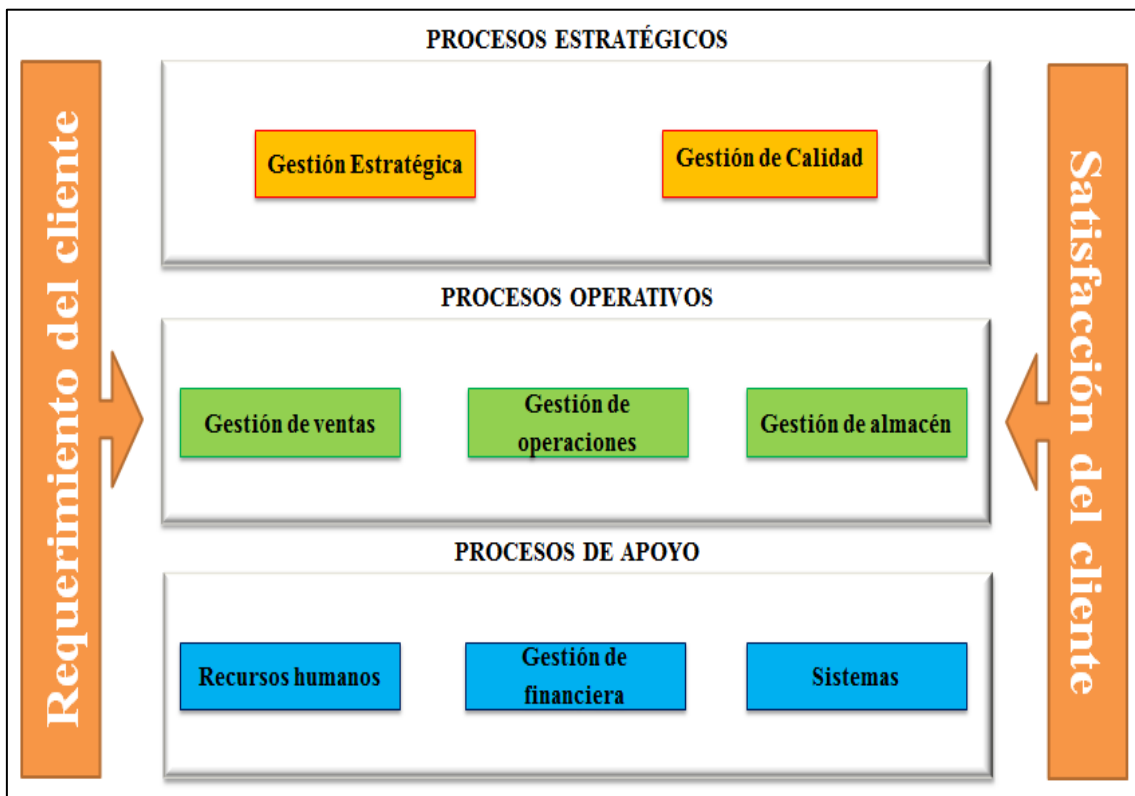 Requerimiento del cliente
PROCESOS ESTRATÉGICOS
Gestión Estratégica
Gestión de Calidad
PROCESOS OPERATIVOS
Gestión de ventas
Gestión de
operaciones
Gestión de almacén
PROCESOS DE APOYO
Recursos humanos
Gestión de
financiera
Sistemas
Satisfacción del cliente